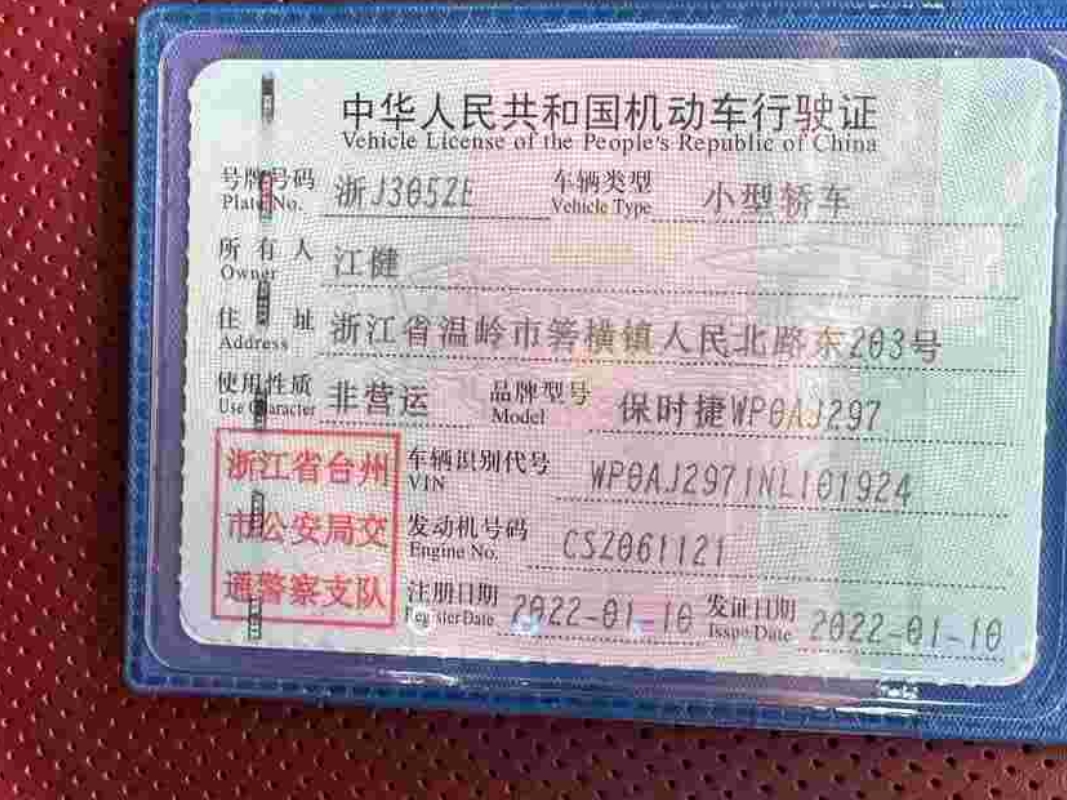 中华人民共和国机动车行驶证
Vehicle License of the People's Republic of China
号牌号码 浙J305ZE 车辆类型 小型轿车
Plate No. Vehicle Type
所有人 江健
Owner
住址 浙江省温岭市箬横镇人民北路东203号
Address
使用性质 非营运 品牌型号 保时捷WP0AJ297
Use Character Model
浙江省台州 车辆识别代号 WP0AJ2971NL101924
VIN
市公安局交 发动机号码 CSZ061121
Engine No.
通警察支队 注册日期 2022-01-10 发证日期 2022-01-10
Register Date Issue Date